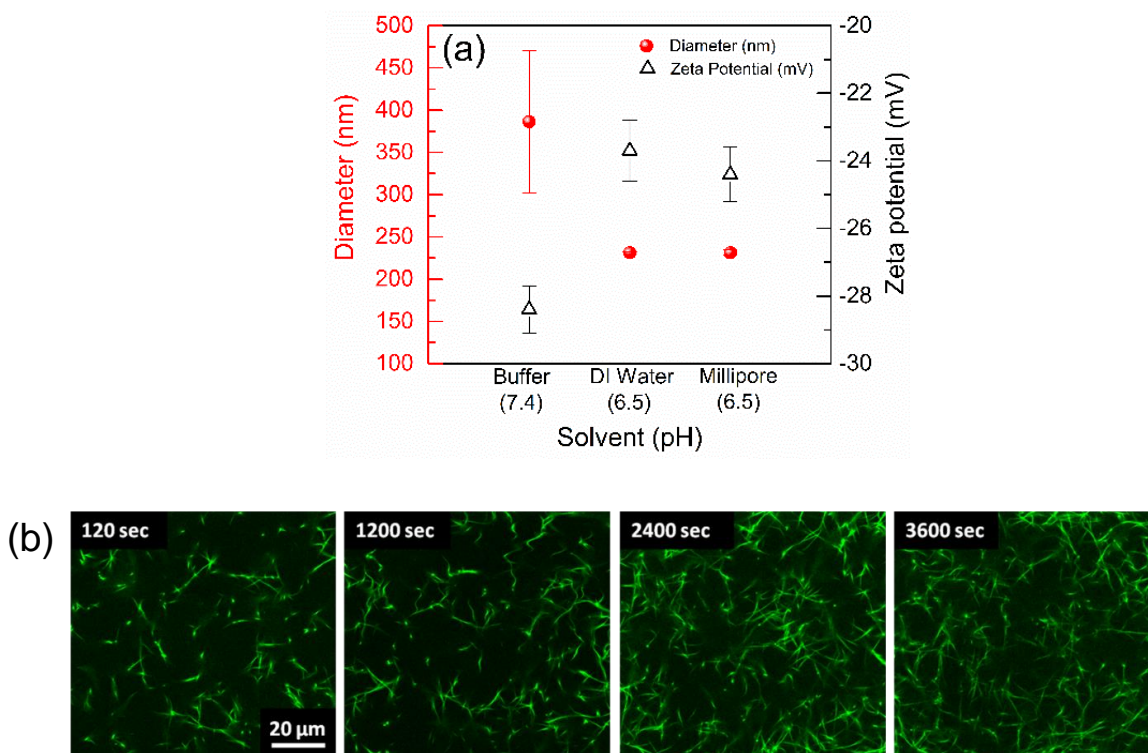 (a)
Diameter (nm)
Zeta Potential (mV)
500
450
400
350
300
250
200
150
100
Diameter (nm)
-20
-22
-24
-26
-28
-30
Zeta potential (mV)
Buffer DI Water Millipore
(7.4) (6.5) (6.5)
Solvent (pH)
(b)
120 sec 1200 sec 2400 sec 3600 sec
20 µm